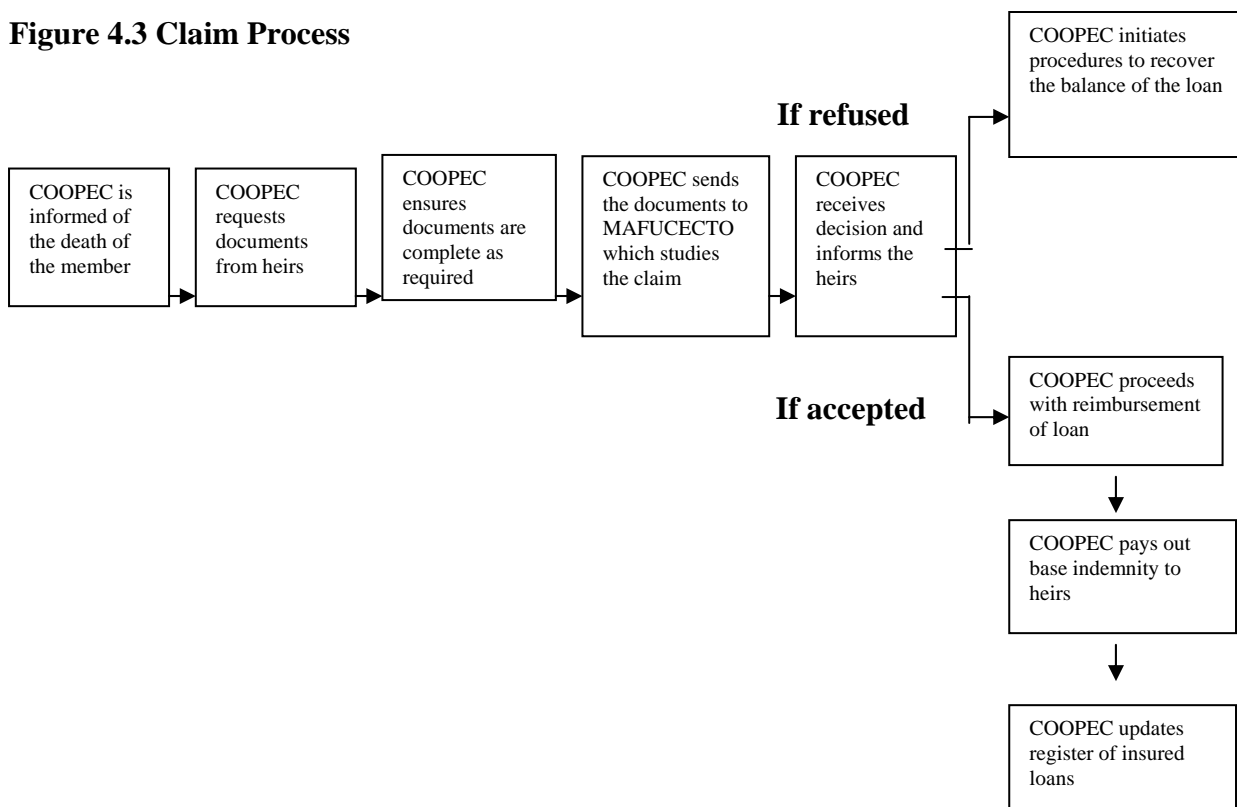 Figure 4.3 Claim Process
COOPEC is
informed of
the death of
the member
COOPEC
requests
documents
from heirs
COOPEC
ensures
documents are
complete as
required
COOPEC sends
the documents to
MAFUCECTO
which studies
the claim
COOPEC
receives
decision and
informs the
heirs
If refused
COOPEC initiates
procedures to recover
the balance of the loan
If accepted
COOPEC proceeds
with reimbursement
of loan
COOPEC pays out
base indemnity to
heirs
COOPEC updates
register of insured
loans